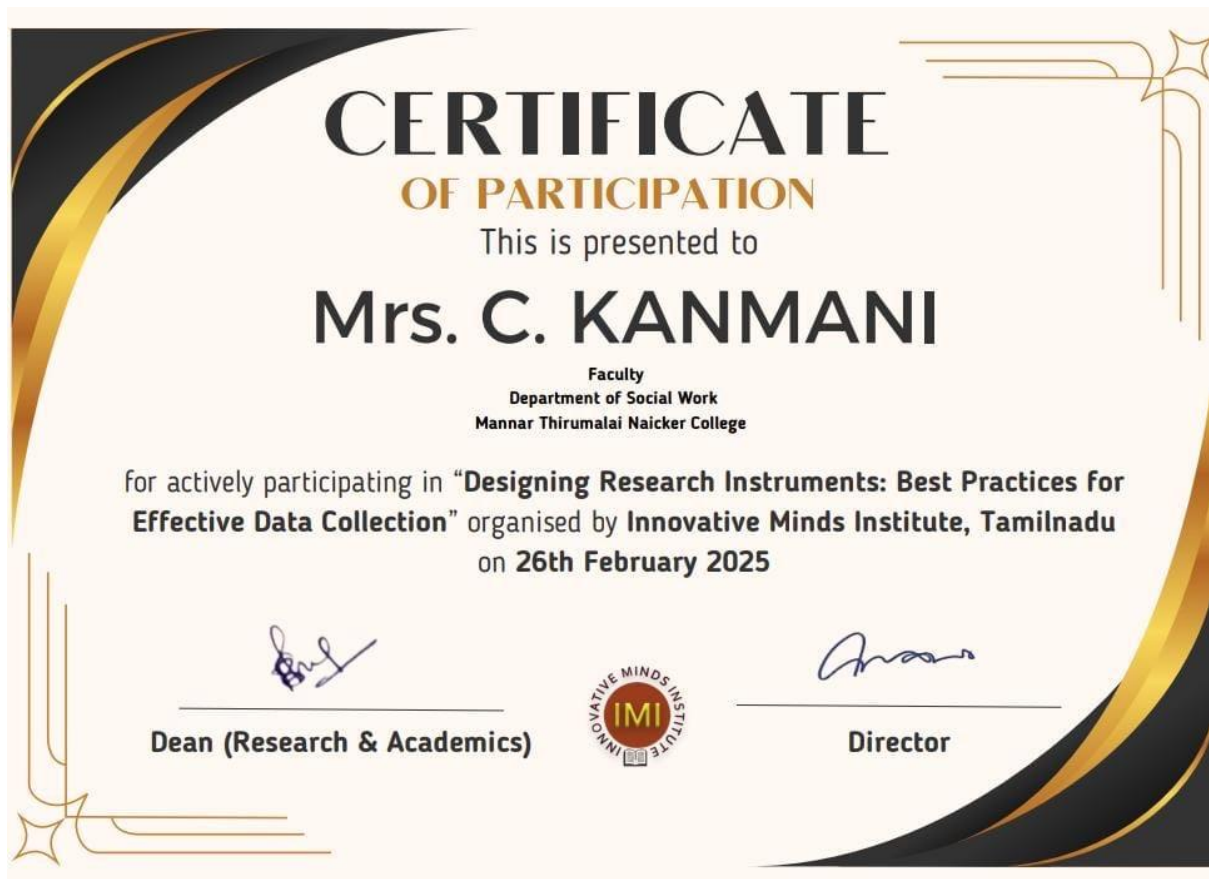 CERTIFICATE
OF PARTICIPATION
This is presented to
Mrs. C. KANMANI
Faculty
Department of Social Work
Mannar Thirumalai Naicker College
for actively participating in “Designing Research Instruments: Best Practices for
Effective Data Collection” organised by Innovative Minds Institute, Tamilnadu
on 26th February 2025
INNOVATIVE MINDS INSTITUTE
IMI
Dean (Research & Academics)
Director